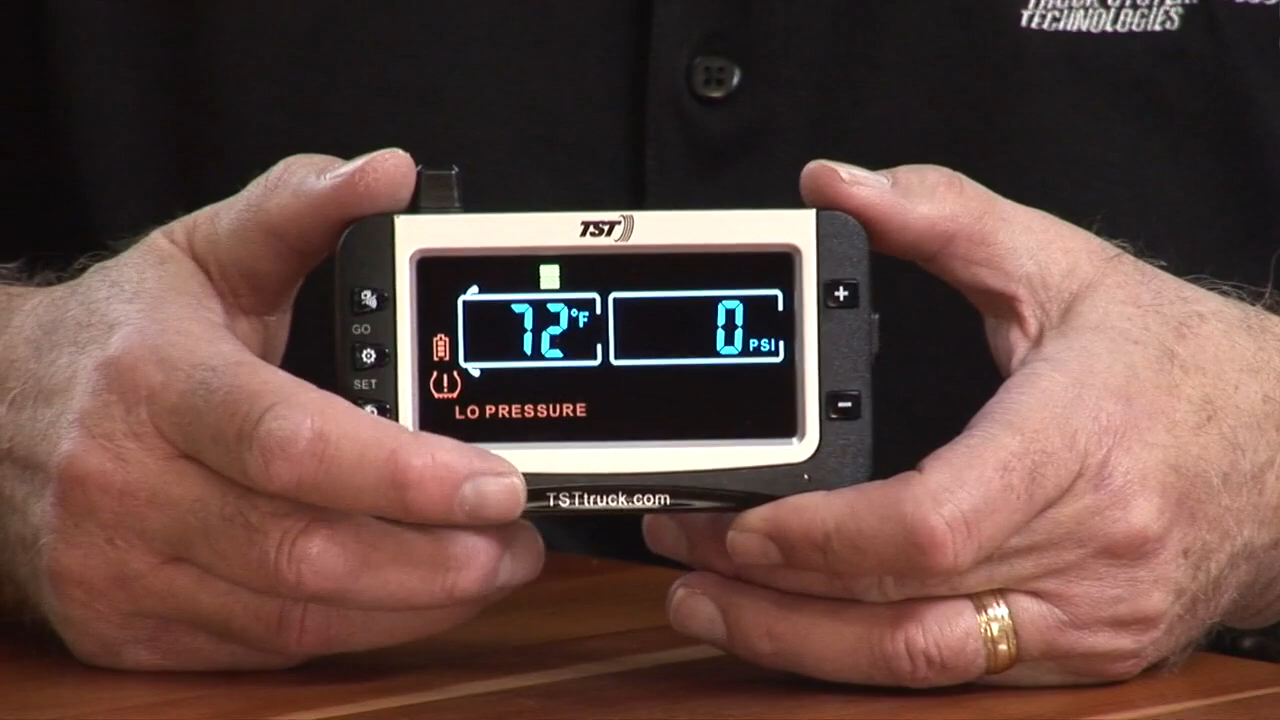 TECHNOLOGIES
TST
72°F
0 PSI
GO
SET
LO PRESSURE
+
-
TSTtruck.com